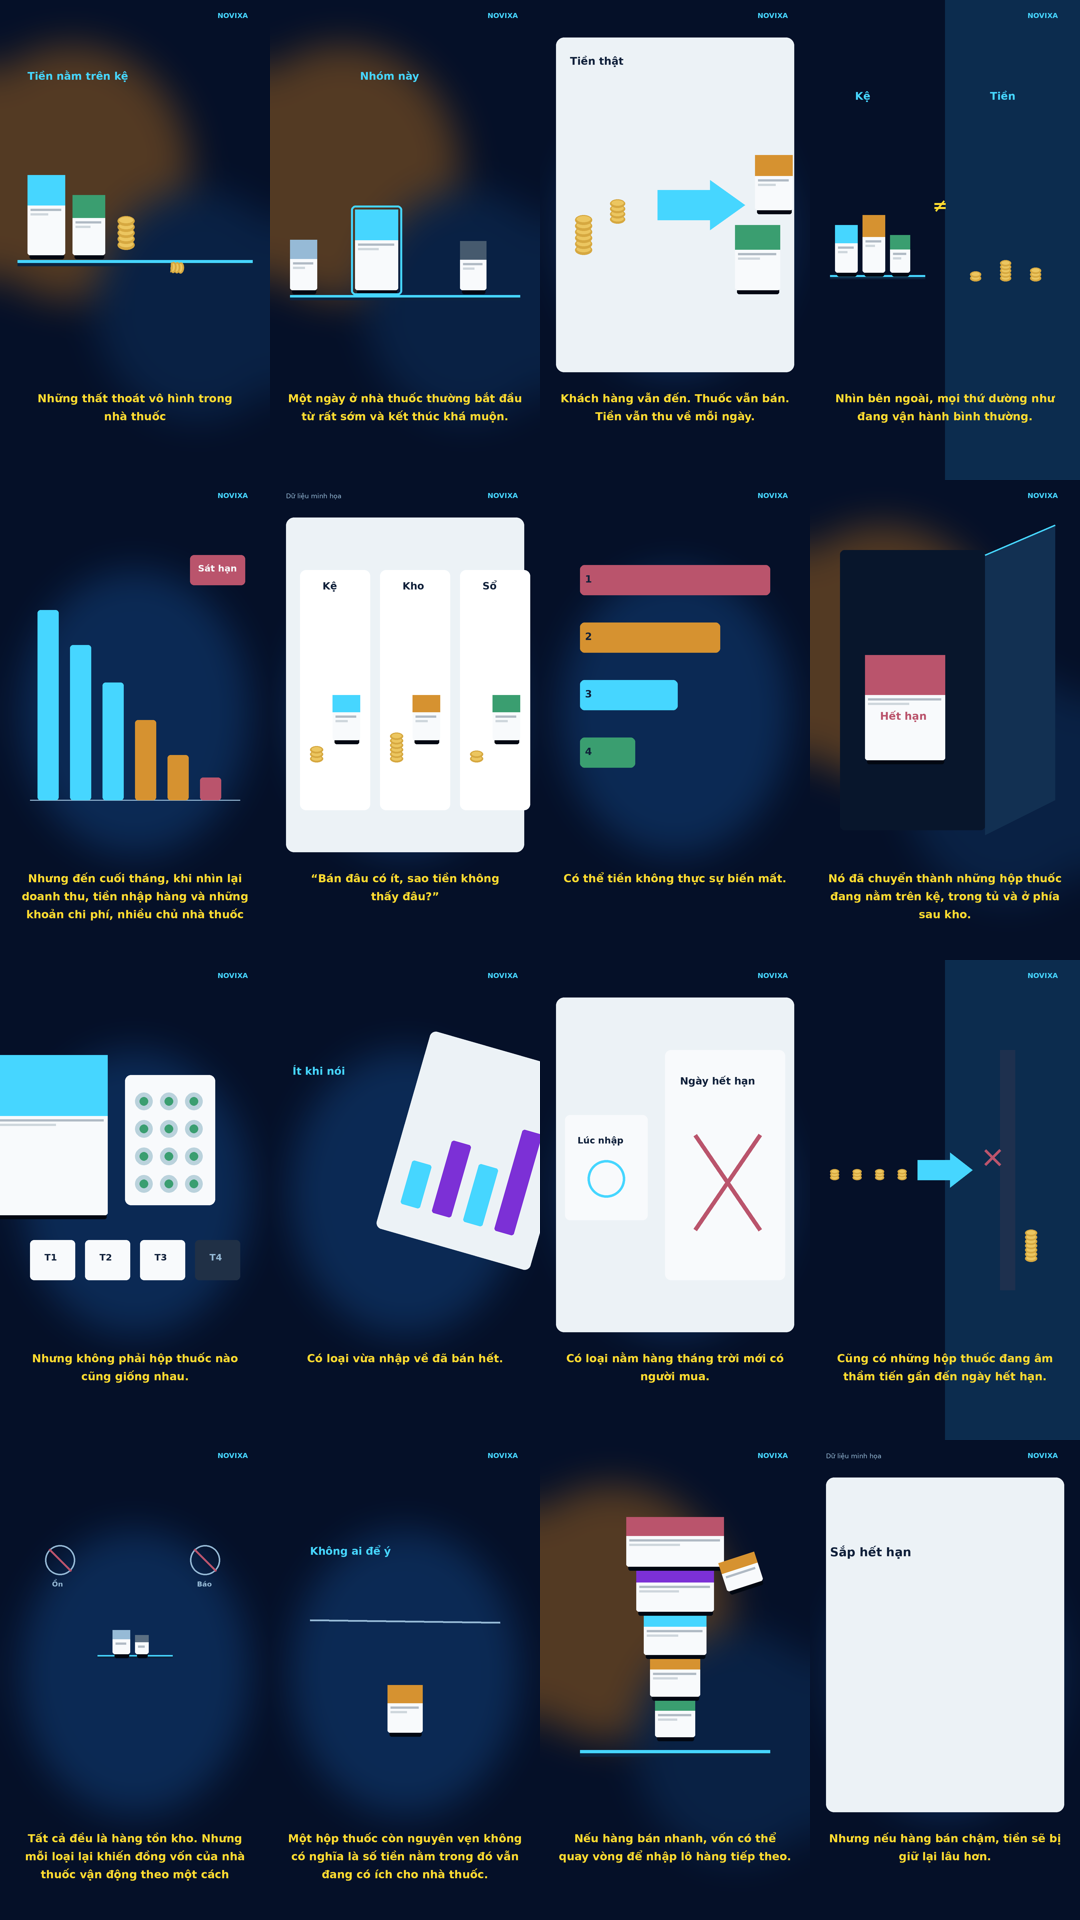 NOVIXA
Tiền nằm trên kệ
Những thất thoát vô hình trong
nhà thuốc
NOVIXA
Nhóm này
Một ngày ở nhà thuốc thường bắt đầu
từ rất sớm và kết thúc khá muộn.
NOVIXA
Tiền thật
Khách hàng vẫn đến. Thuốc vẫn bán.
Tiền vẫn thu về mỗi ngày.
NOVIXA
Kệ
Tiền
≠
Nhìn bên ngoài, mọi thứ dường như
đang vận hành bình thường.
NOVIXA
Sát hạn
Nhưng đến cuối tháng, khi nhìn lại
doanh thu, tiền nhập hàng và những
khoản chi phí, nhiều chủ nhà thuốc
Dữ liệu minh họa
NOVIXA
Kệ
Kho
Sổ
“Bán đâu có ít, sao tiền không
thấy đâu?”
NOVIXA
1
2
3
4
Có thể tiền không thực sự biến mất.
NOVIXA
Hết hạn
Nó đã chuyển thành những hộp thuốc
đang nằm trên kệ, trong tủ và ở phía
sau kho.
NOVIXA
T1
T2
T3
T4
Nhưng không phải hộp thuốc nào
cũng giống nhau.
NOVIXA
Ít khi nói
Có loại vừa nhập về đã bán hết.
NOVIXA
Lúc nhập
Ngày hết hạn
Có loại nằm hàng tháng trời mới có
người mua.
NOVIXA
Cũng có những hộp thuốc đang âm
thầm tiến gần đến ngày hết hạn.
NOVIXA
Ồn
Báo
Tất cả đều là hàng tồn kho. Nhưng
mỗi loại lại khiến đồng vốn của nhà
thuốc vận động theo một cách
NOVIXA
Không ai để ý
Một hộp thuốc còn nguyên vẹn không
có nghĩa là số tiền nằm trong đó vẫn
đang có ích cho nhà thuốc.
NOVIXA
Nếu hàng bán nhanh, vốn có thể
quay vòng để nhập lô hàng tiếp theo.
Dữ liệu minh họa
NOVIXA
Sắp hết hạn
Nhưng nếu hàng bán chậm, tiền sẽ bị
giữ lại lâu hơn.